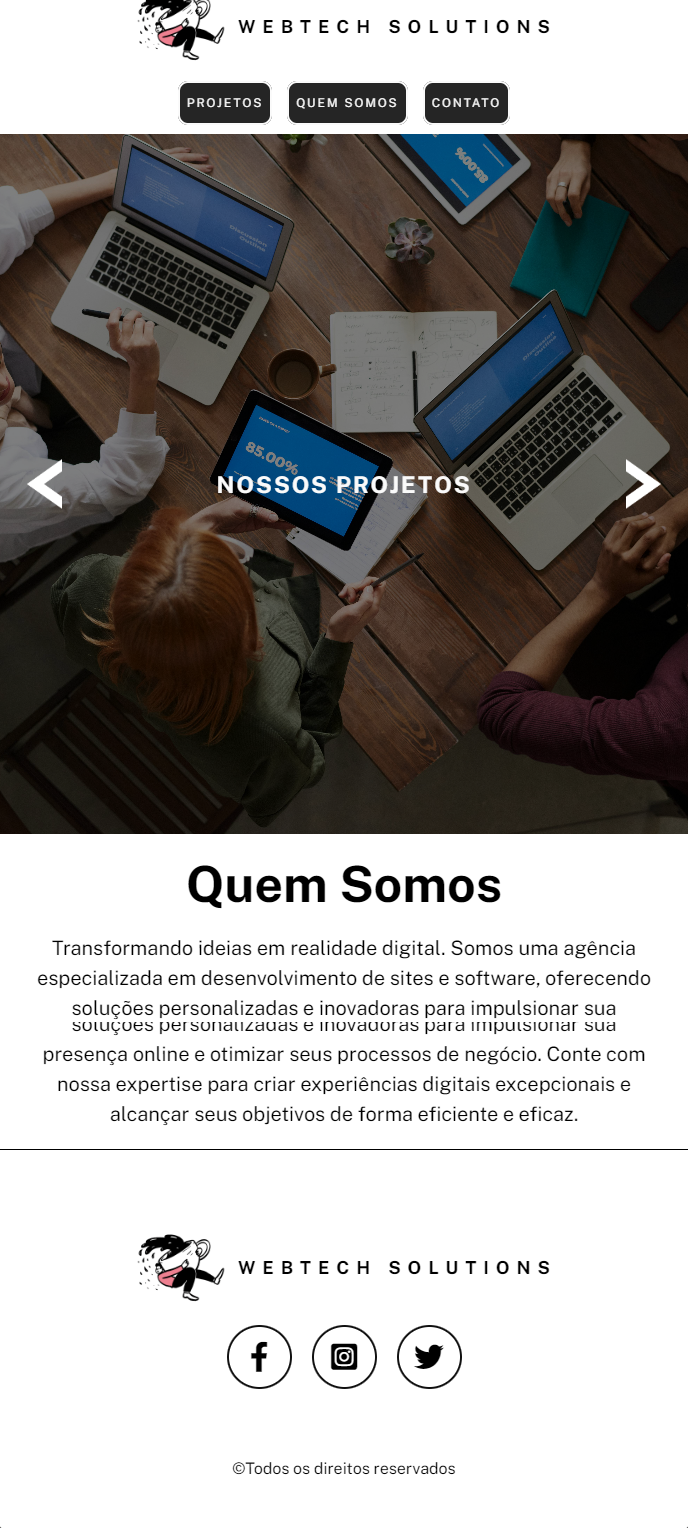 WEBTECH SOLUTIONS
PROJETOS QUEM SOMOS CONTATO
85.00%
85.00%
NOSSOS PROJETOS
Quem Somos
Transformando ideias em realidade digital. Somos uma agência
especializada em desenvolvimento de sites e software, oferecendo
soluções personalizadas e inovadoras para impulsionar sua
soluções personalizadas e inovadoras para impulsionar sua
presença online e otimizar seus processos de negócio. Conte com
nossa expertise para criar experiências digitais excepcionais e
alcançar seus objetivos de forma eficiente e eficaz.
WEBTECH SOLUTIONS
©Todos os direitos reservados